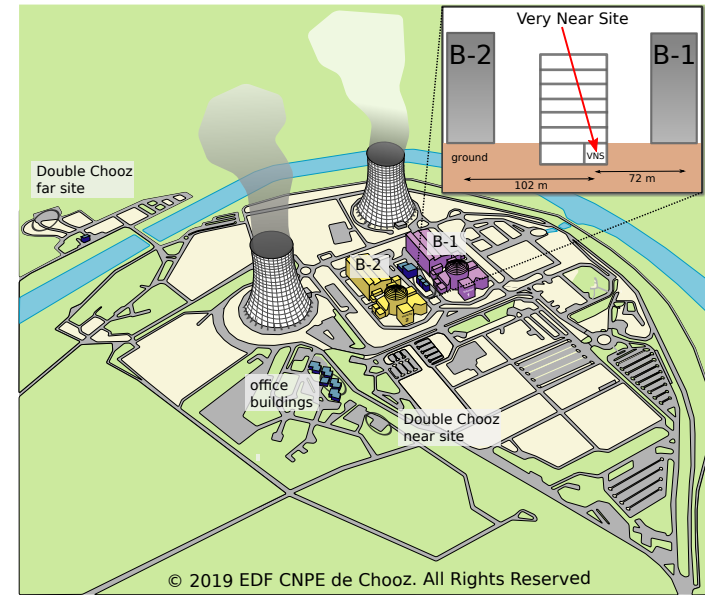 Very Near Site
B-2
B-1
VNS
ground
102 m
72 m
Double Chooz
far site
B-1
B-2
office
buildings
Double Chooz
near site
© 2019 EDF CNPE de Chooz. All Rights Reserved